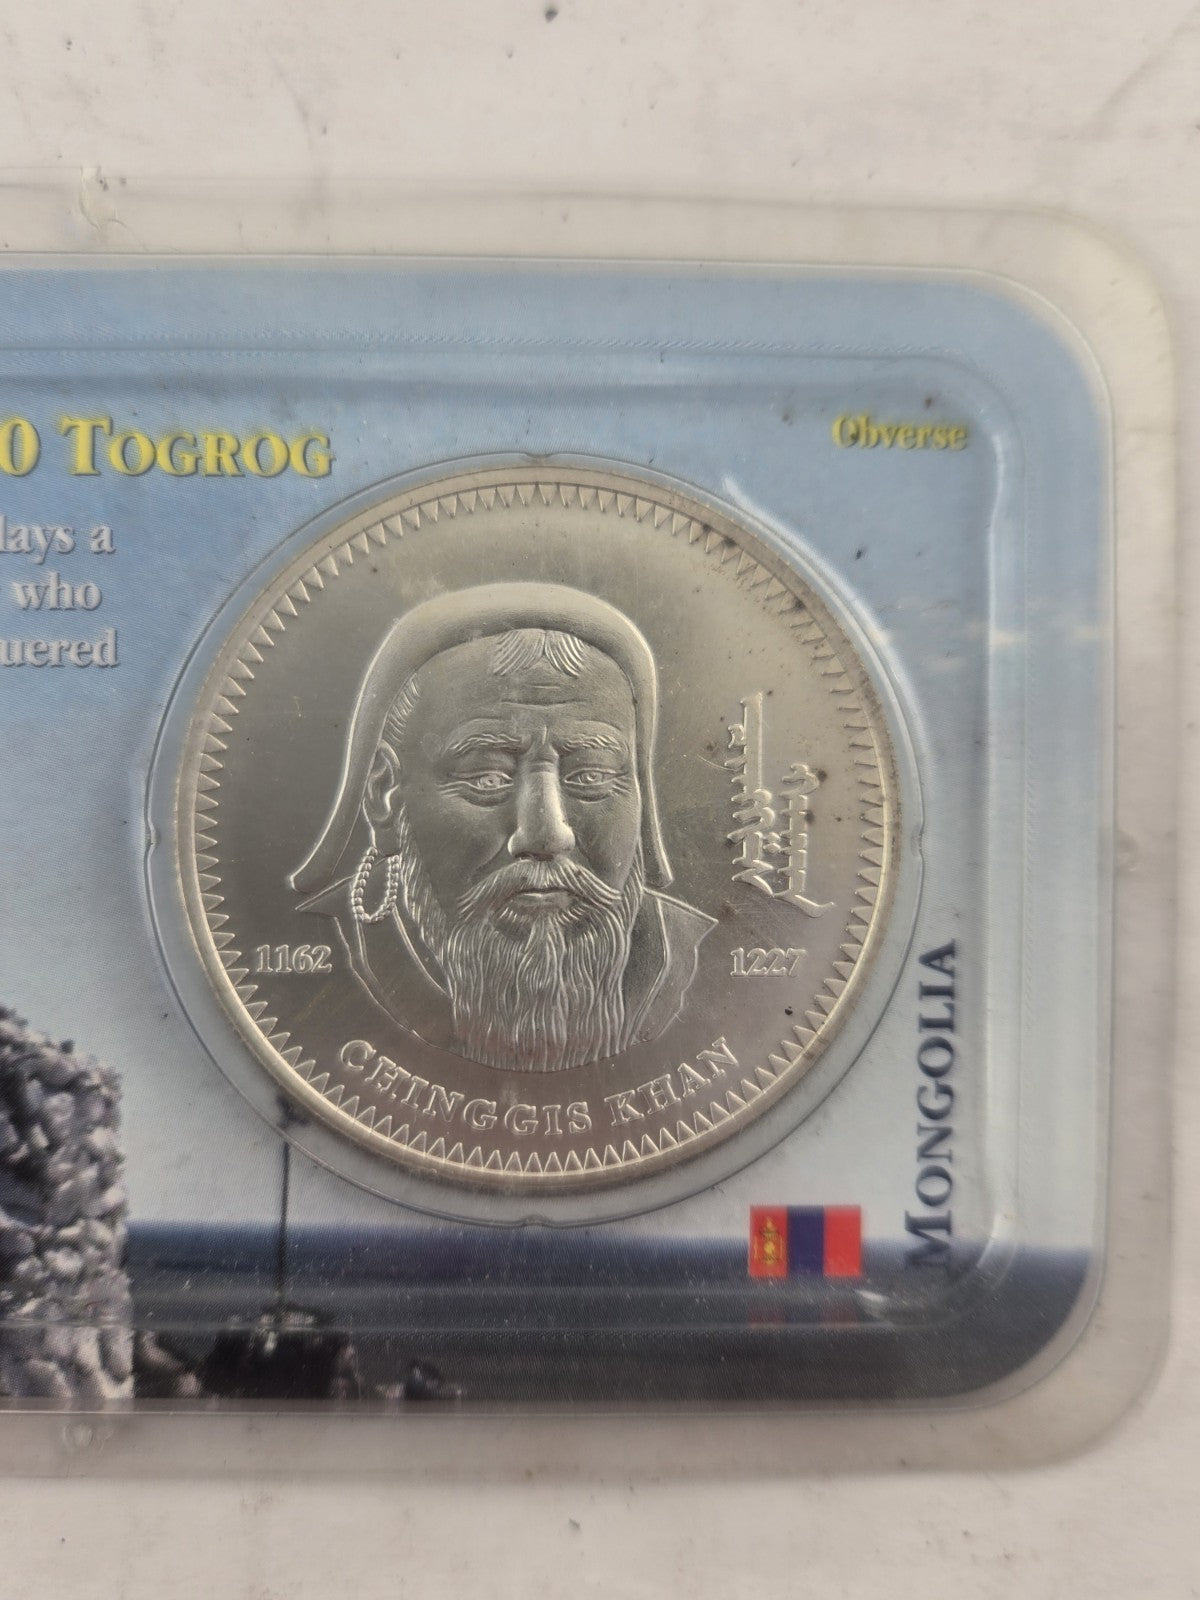 0 TOGROG
Obverse
lays a
who
uered
1162
1227
CHINGGIS KHAN
MONGOLIA